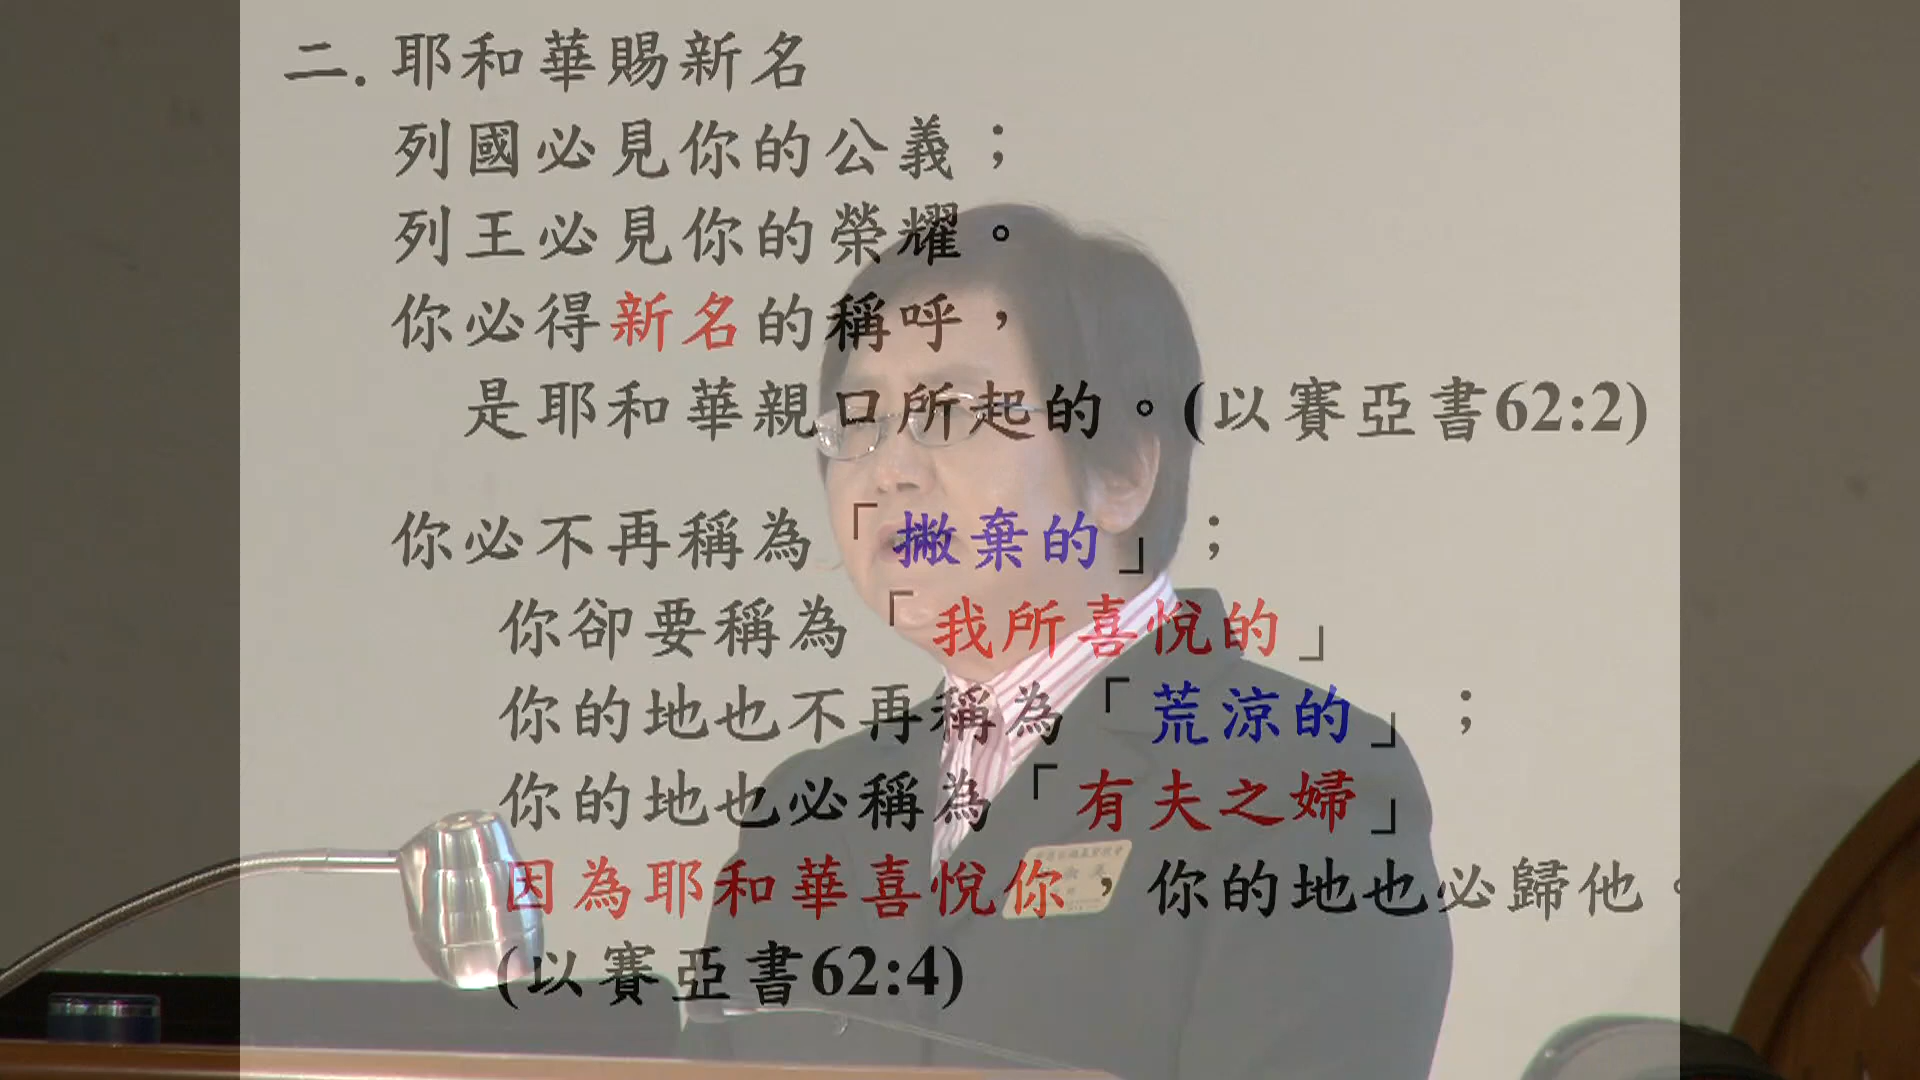 二. 耶和華賜新名
列國必見你的公義；
列王必見你的榮耀。
你必得新名的稱呼，
是耶和華親口所起的。(以賽亞書62:2)
你必不再稱為「撇棄的」；
你卻要稱為「我所喜悅的」
你的地也不再稱為「荒涼的」；
你的地也必稱為「有夫之婦」
因為耶和華喜悅你，你的地也必歸他。
(以賽亞書62:4)